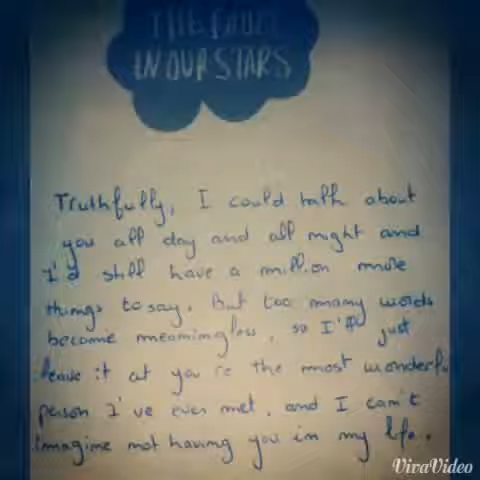 THE FAULT
IN OUR STARS
Truthfully, I could talk about
you all day and all night and
I'd still have a million more
things to say. But too many words
become meaningless, so I'll just
leave it at you're the most wonderful
person I've ever met, and I can't
imagine not having you in my life.
VivaVideo